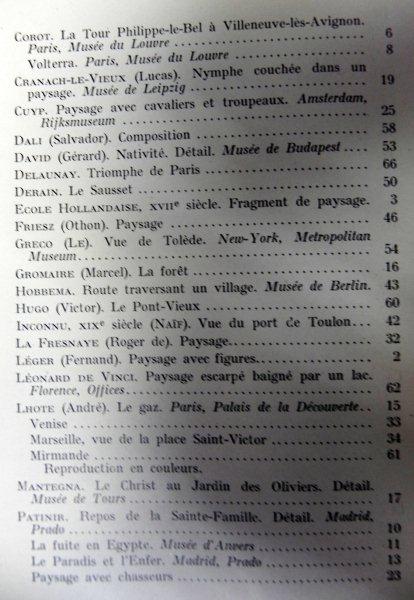 COROT. La Tour Philippe-le-Bel à Villeneuve-lès-Avignon.
Paris, Musée du Louvre ........ 6
Volterra. Paris, Musée du Louvre ........ 8
CRANACH-LE-VIEUX (Lucas). Nymphe couchée dans un
paysage. Musée de Leipzig ........ 19
CUYP. Paysage avec cavaliers et troupeaux. Amsterdam,
Rijksmuseum ........ 25
DALI (Salvador). Composition ........ 58
DAVID (Gérard). Nativité. Détail. Musée de Budapest .... 53
DELAUNAY. Triomphe de Paris ........ 66
DERAIN. Le Sausset ........ 50
ECOLE HOLLANDAISE, XVIIe siècle. Fragment de paysage. 3
FRIESZ (Othon). Paysage ........ 46
GRECO (Le). Vue de Tolède. New-York, Metropolitan
Museum ........ 54
GROMAIRE (Marcel). La forêt ........ 16
HOBBEMA. Route traversant un village. Musée de Berlin. 43
HUGO (Victor). Le Pont-Vieux ........ 60
INCONNU, XIXe siècle (NAÏF). Vue du port de Toulon... 42
LA FRESNAYE (Roger de). Paysage........ 32
LÉGER (Fernand). Paysage avec figures........ 2
LÉONARD DE VINCI. Paysage escarpé baigné par un lac.
Florence, Offices ........ 62
LHOTE (André). Le gaz. Paris, Palais de la Découverte.. 15
Venise ........ 33
Marseille, vue de la place Saint-Victor ........ 34
Mirmande ........ 61
Reproduction en couleurs.
MANTEGNA. Le Christ au Jardin des Oliviers. Détail.
Musée de Tours ........ 17
PATINIR. Repos de la Sainte-Famille. Détail. Madrid,
Prado ........ 10
La fuite en Egypte. Musée d'Anvers ........ 11
Le Paradis et l'Enfer. Madrid, Prado ........ 13
Paysage avec chasseurs ........ 23